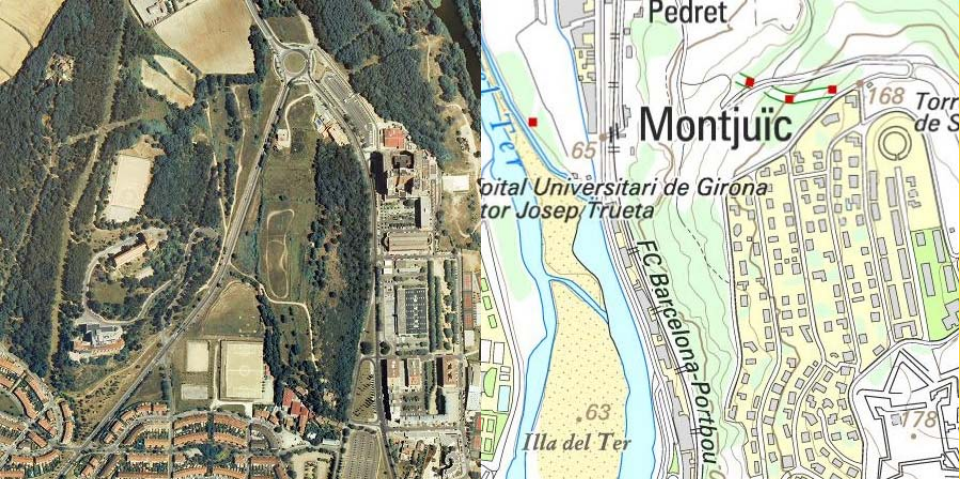 Pedret
168
Torr
de S
Montjuïc
65
l Ter
pital Universitari de Girona
tor Josep Trueta
FC Barcelona-Portbou
63
Illa del Ter
178